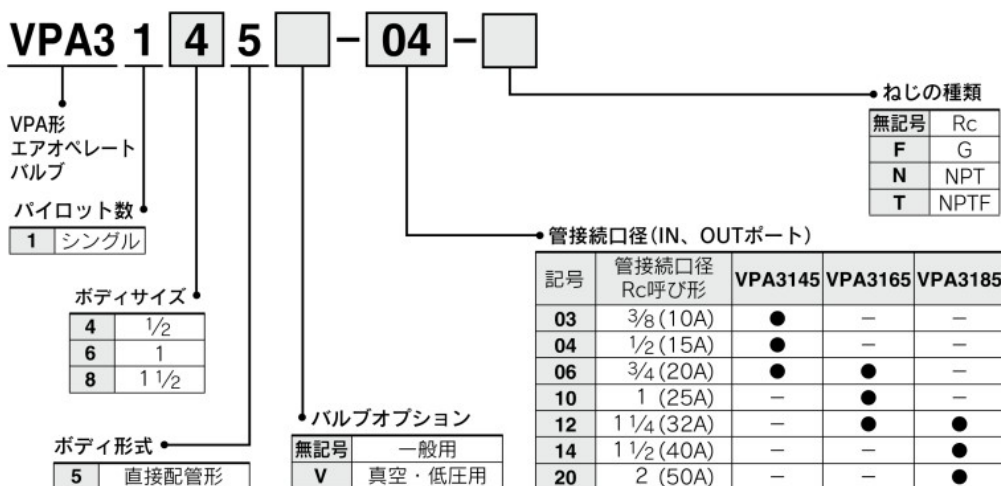 VPA3 1 4 5 - 04 -
VPA形
エアオペレート
バルブ
パイロット数
1 シングル
ボディサイズ
4 1/2
6 1
8 1 1/2
ボディ形式
5 直接配管形
バルブオプション
無記号 一般用
V 真空・低圧用
ねじの種類
無記号 Rc
F G
N NPT
T NPTF
管接続口径(IN、OUTポート)
記号 管接続口径 Rc呼び形 VPA3145 VPA3165 VPA3185
03 3/8 (10A) ● − −
04 1/2 (15A) ● − −
06 3/4 (20A) ● ● −
10 1 (25A) − ● −
12 1 1/4 (32A) − ● ●
14 1 1/2 (40A) − − ●
20 2 (50A) − − ●